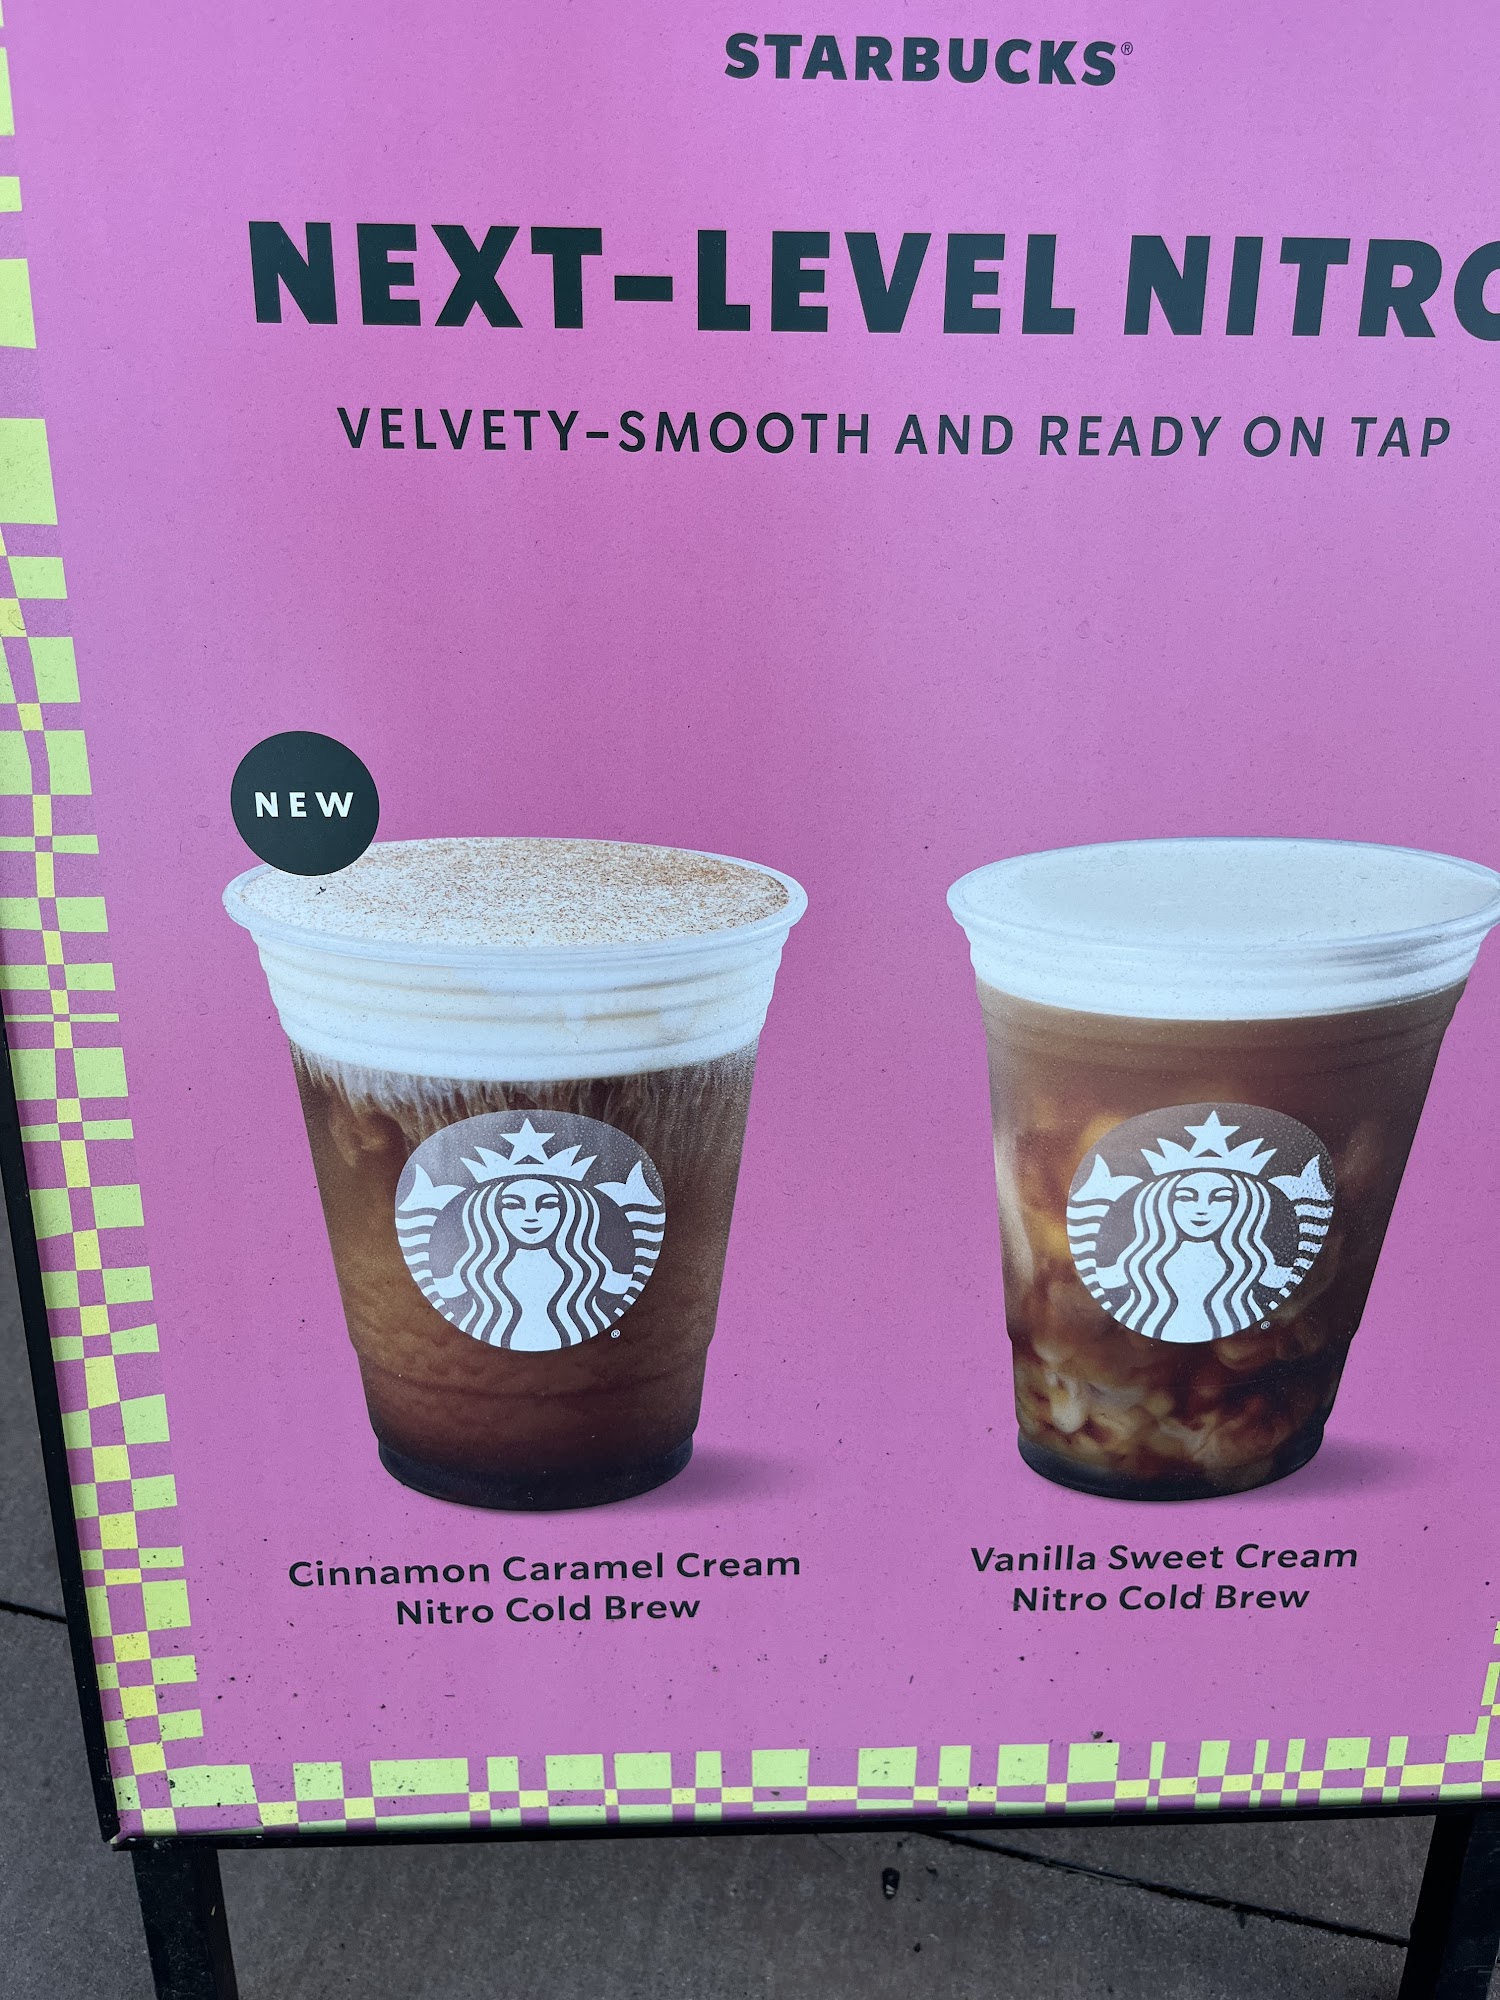 STARBUCKS®
NEXT-LEVEL NITRO
VELVETY-SMOOTH AND READY ON TAP
NEW
®
®
Cinnamon Caramel Cream
Nitro Cold Brew
Vanilla Sweet Cream
Nitro Cold Brew